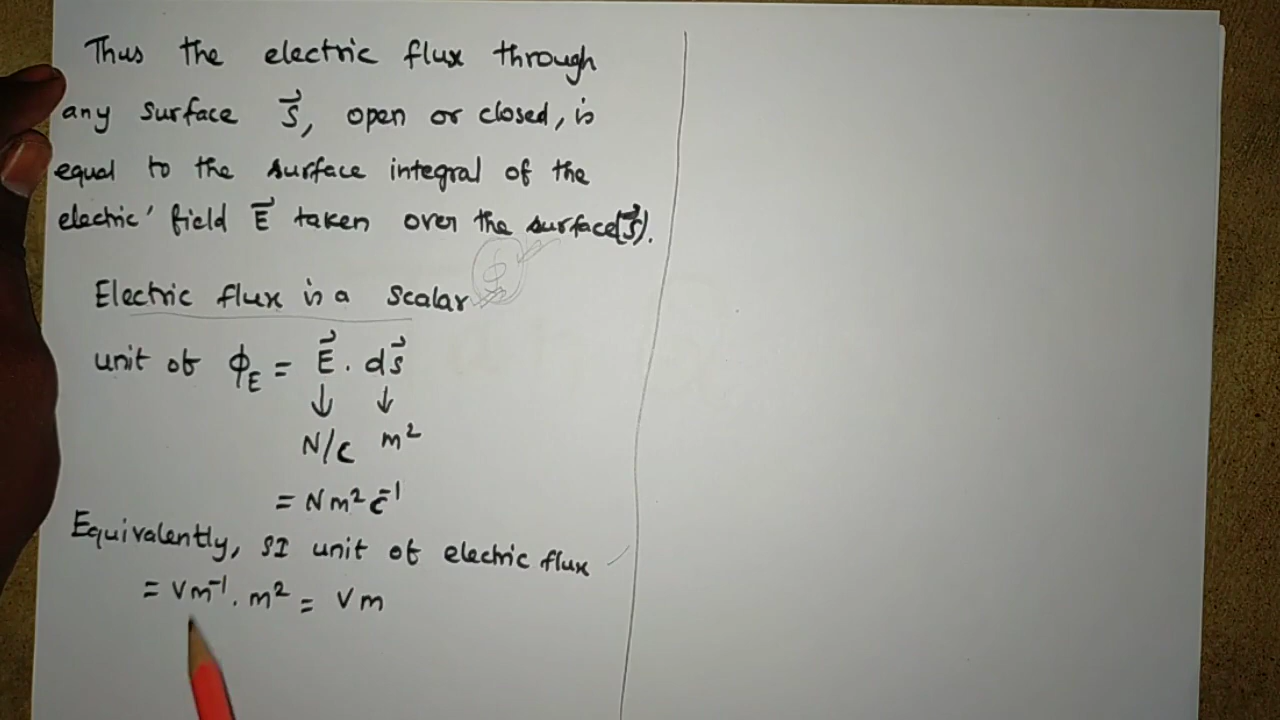 Thus the electric flux through
any surface S⃗, open or closed, is
equal to the surface integral of the
electric field E⃗ taken over the surface(S⃗).
Electric flux is a scalar
unit of ϕ_E = E⃗ . dS⃗
↓ ↓
N/C m²
= N m² C⁻¹
Equivalently, SI unit of electric flux
= V m⁻¹ . m² = V m